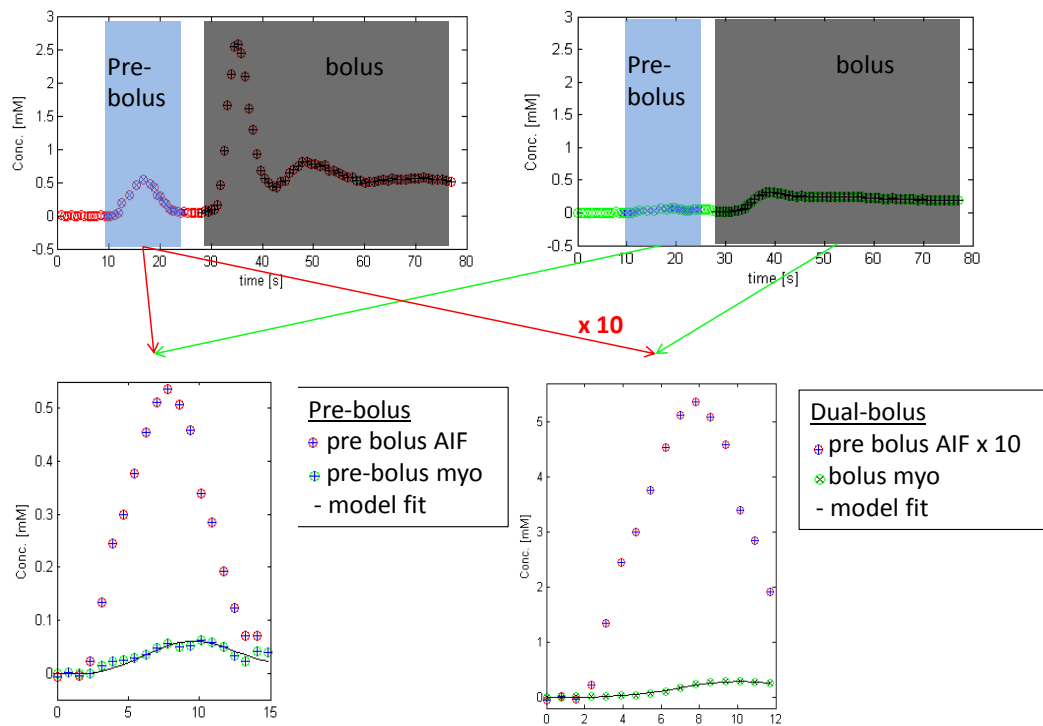 3
2.5
2
1.5
1
0.5
0
-0.5
Conc. [mM]
Pre-
bolus
bolus
0 10 20 30 40 50 60 70 80
time [s]
3
2.5
2
1.5
1
0.5
0
-0.5
Conc. [mM]
Pre-
bolus
bolus
0 10 20 30 40 50 60 70 80
time [s]
x 10
0.5
0.4
0.3
0.2
0.1
0
Conc. [mM]
0 5 10 15
Pre-bolus
pre bolus AIF
pre-bolus myo
- model fit
5
4
3
2
1
0
Conc. [mM]
0 2 4 6 8 10 12
Dual-bolus
pre bolus AIF x 10
bolus myo
- model fit